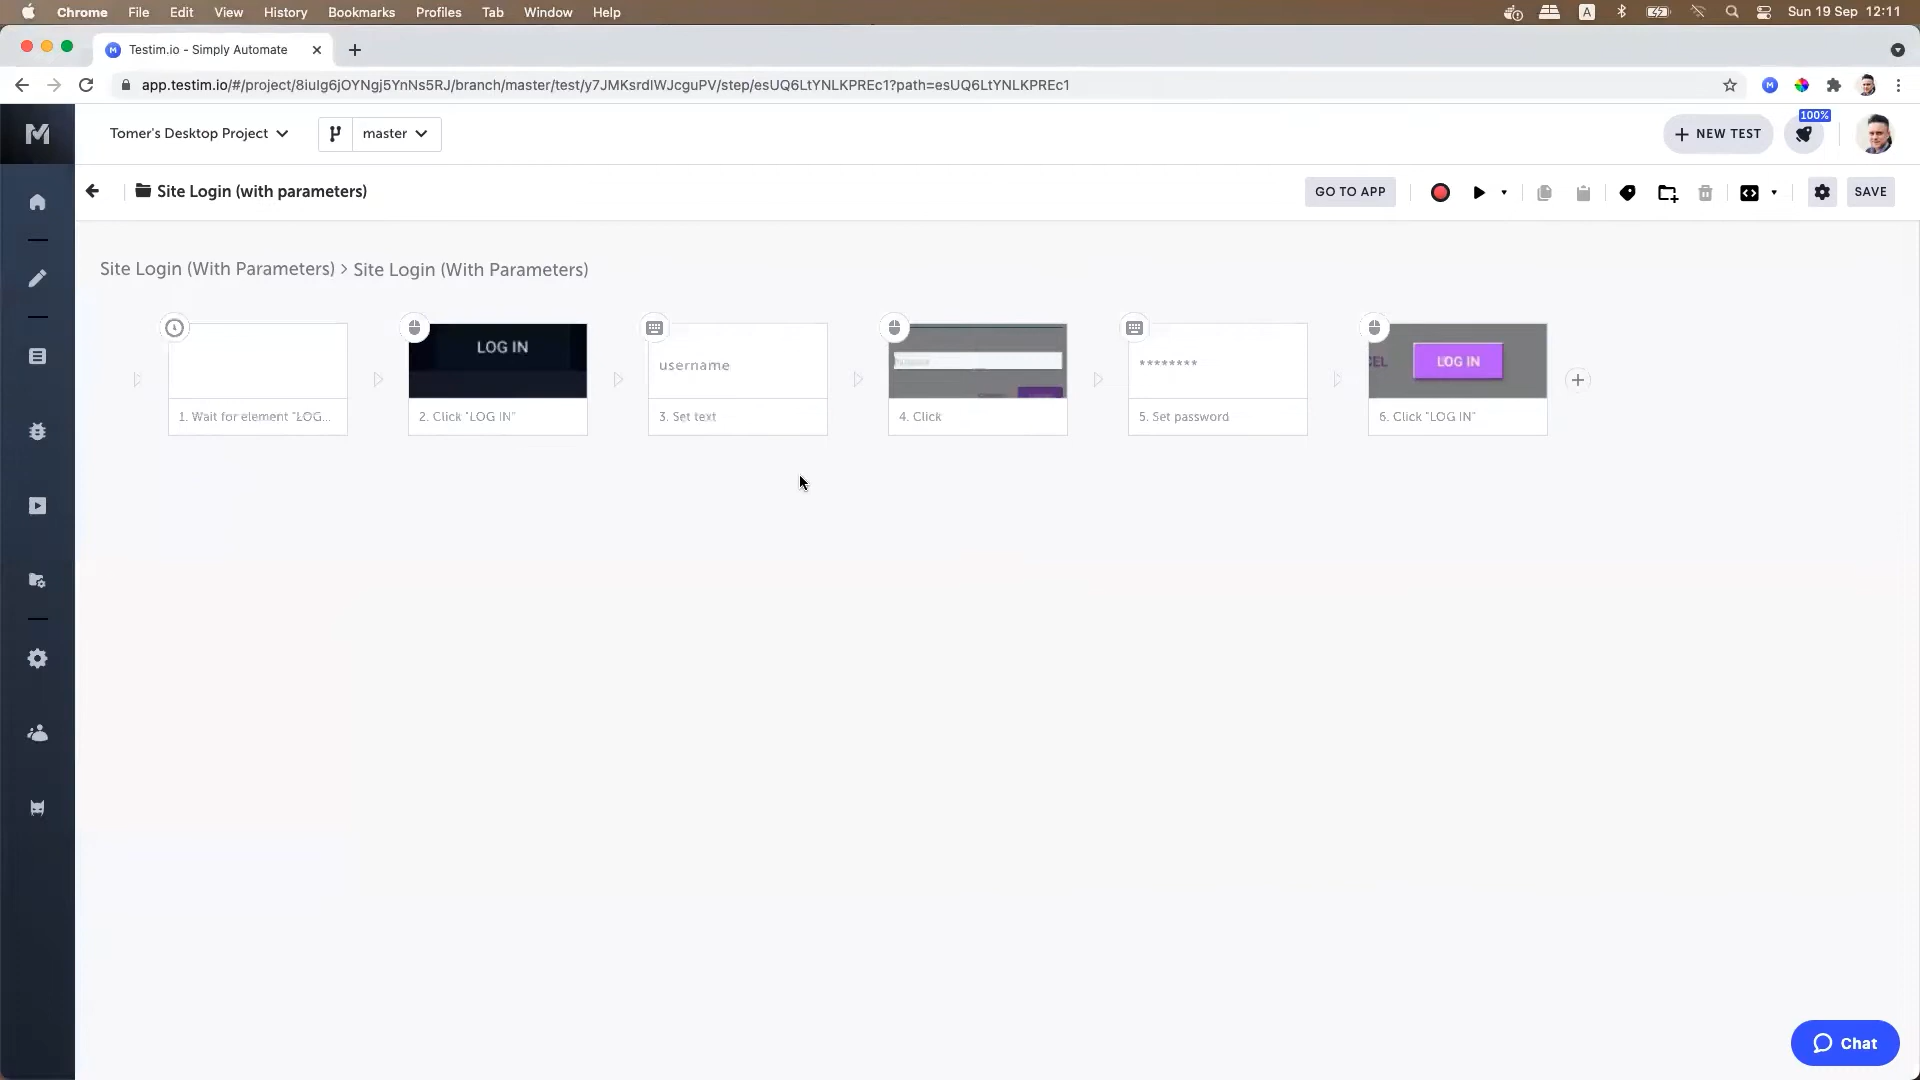 Chrome File Edit View History Bookmarks Profiles Tab Window Help A Sun 19 Sep 12:11
Testim.io - Simply Automate
app.testim.io/#/project/8iulg6jOYNgj5YnNs5RJ/branch/master/test/y7JMKsrdIWJcguPV/step/esUQ6LtYNLKPREc1?path=esUQ6LtYNLKPREc1
Tomer's Desktop Project master NEW TEST 100%
Site Login (with parameters) GO TO APP SAVE
Site Login (With Parameters) > Site Login (With Parameters)
LOG IN username ******** CEL LOG IN
1. Wait for element "LOG... 2. Click "LOG IN" 3. Set text 4. Click 5. Set password 6. Click "LOG IN"
Chat